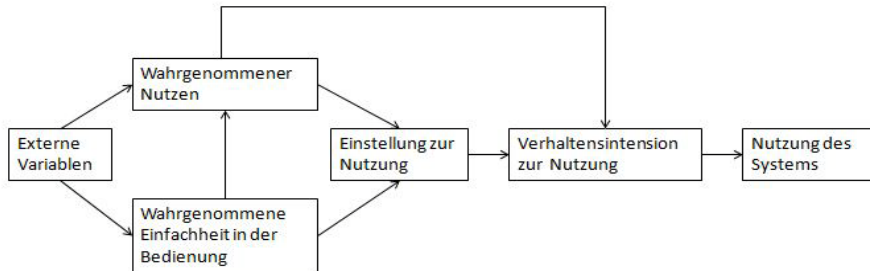 Wahrgenommener
Nutzen
Externe
Variablen
Einstellung zur
Nutzung
Verhaltensintension
zur Nutzung
Nutzung des
Systems
Wahrgenommene
Einfachheit in der
Bedienung